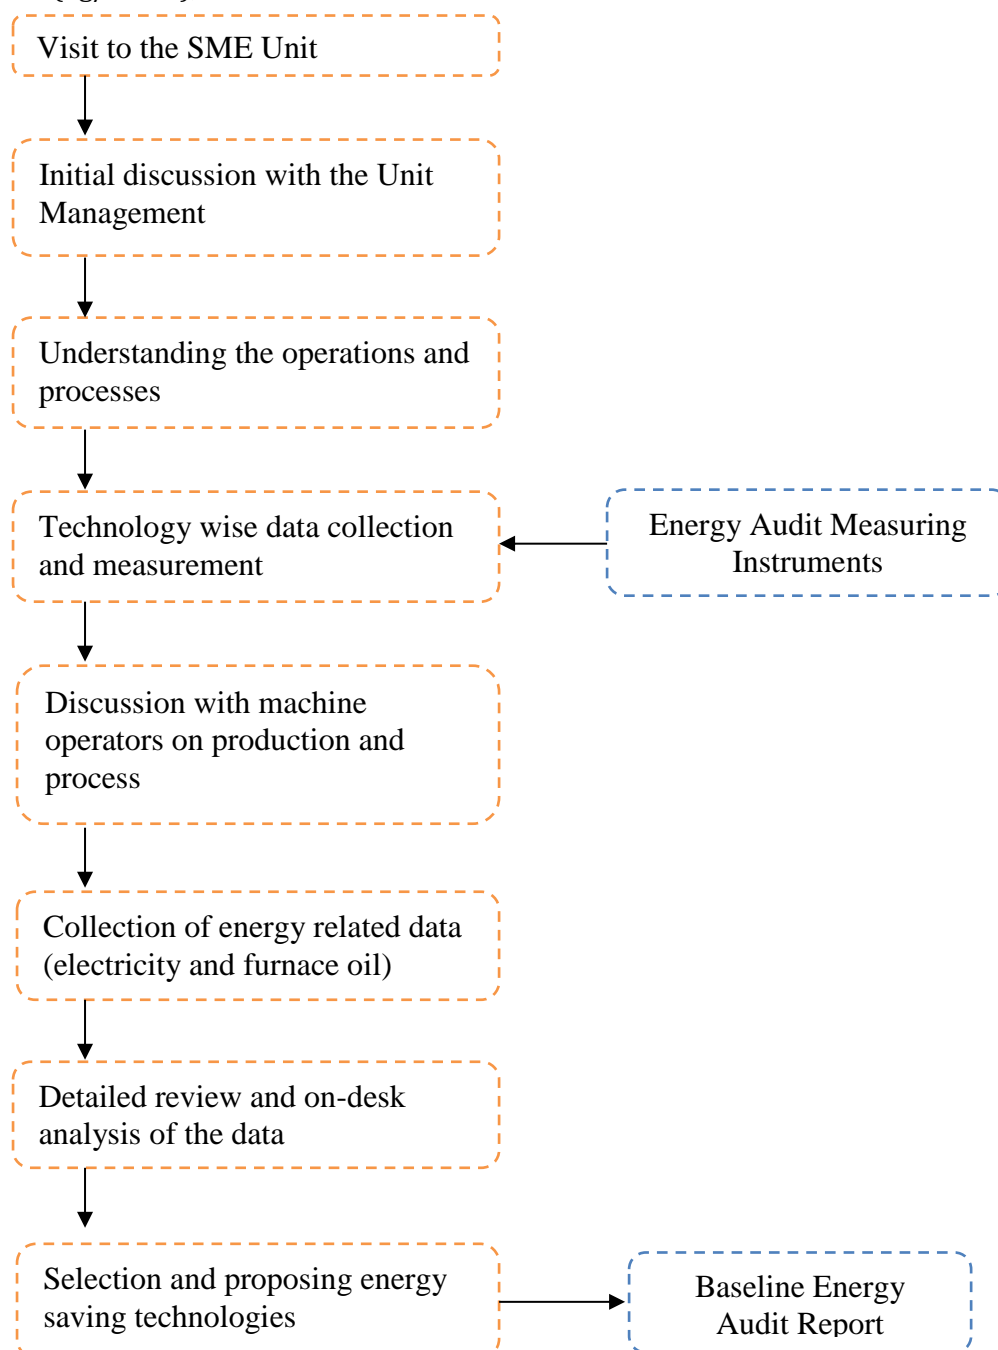 Visit to the SME Unit
Initial discussion with the Unit
Management
Understanding the operations and
processes
Technology wise data collection
and measurement
Energy Audit Measuring
Instruments
Discussion with machine
operators on production and
process
Collection of energy related data
(electricity and furnace oil)
Detailed review and on-desk
analysis of the data
Selection and proposing energy
saving technologies
Baseline Energy
Audit Report